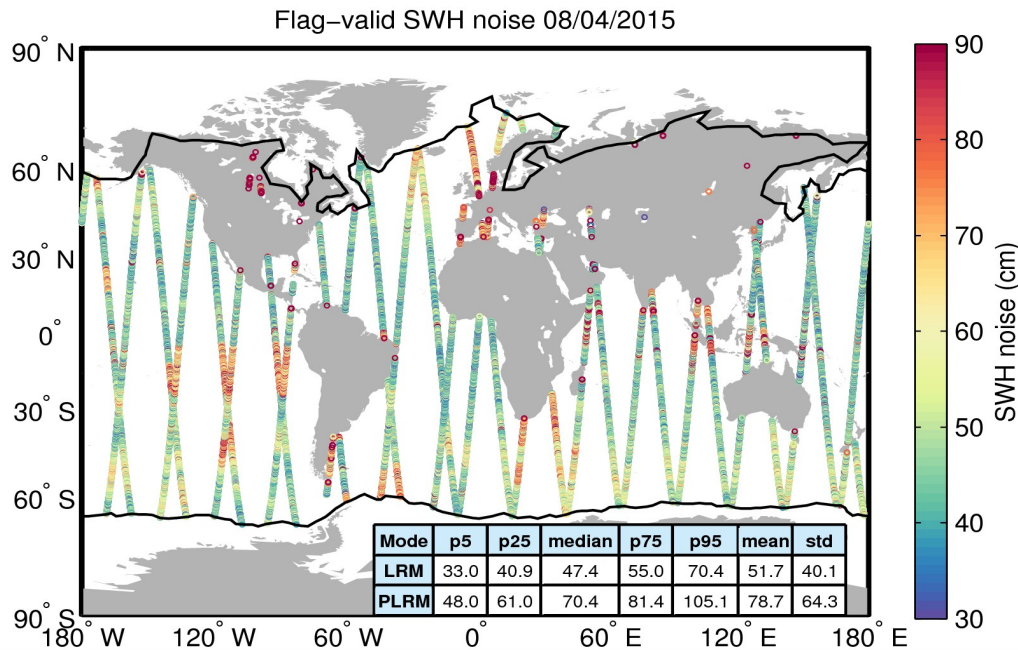 Flag-valid SWH noise 08/04/2015
90° N
60° N
30° N
0°
30° S
60° S
90° S
180° W
120° W
60° W
0°
60° E
120° E
180° E
Mode p5 p25 median p75 p95 mean std
LRM 33.0 40.9 47.4 55.0 70.4 51.7 40.1
PLRM 48.0 61.0 70.4 81.4 105.1 78.7 64.3
90
80
70
60
50
40
30
SWH noise (cm)